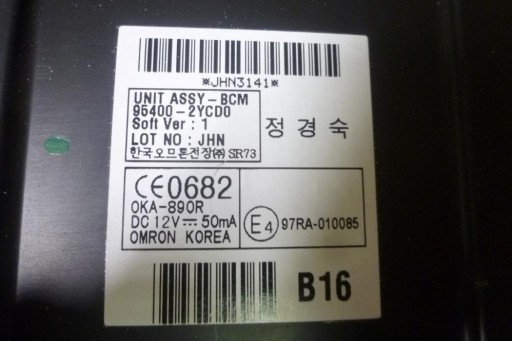 *JHN3141*
UNIT ASSY-BCM
95400-2YCD0
Soft Ver : 1
LOT NO : JHN
한국오므론전장㈜ SIR73
정경숙
CE0682
OKA-890R
DC 12V⎓50mA
OMRON KOREA
E4 97RA-010085
B16